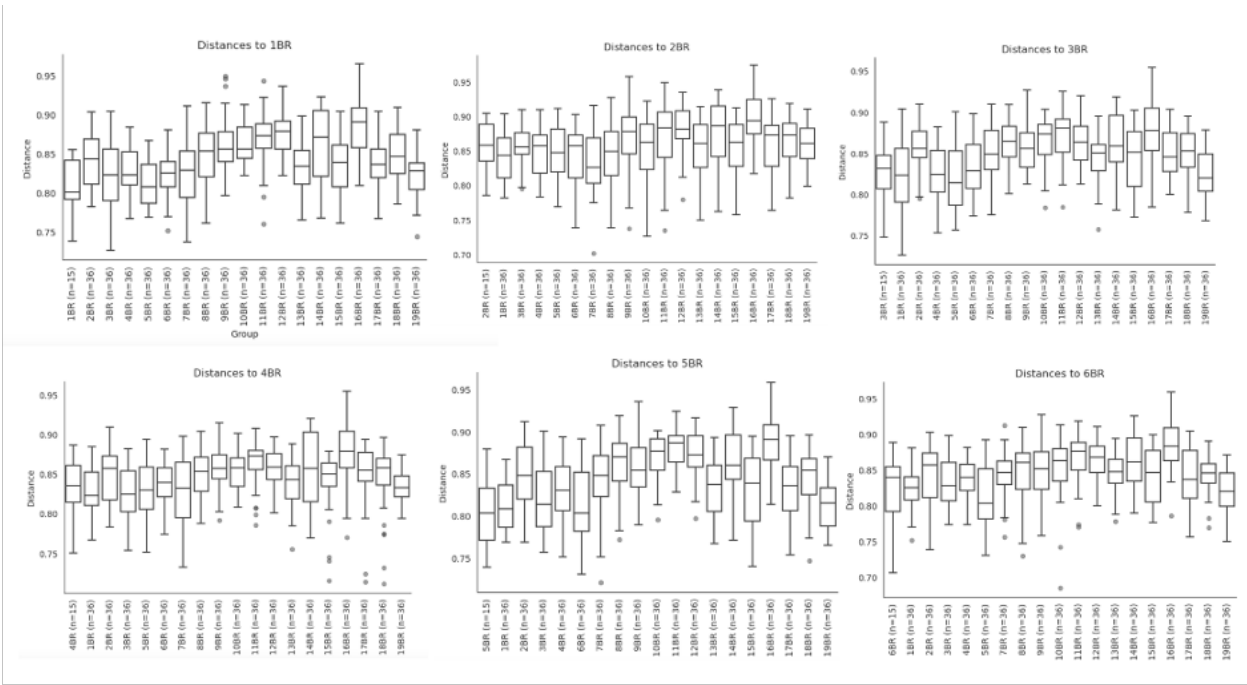 Distances to 1BR
Distance
0.95
0.90
0.85
0.80
0.75
1BR (n=15)
2BR (n=36)
3BR (n=36)
4BR (n=36)
5BR (n=36)
6BR (n=36)
7BR (n=36)
8BR (n=36)
9BR (n=36)
10BR (n=36)
11BR (n=36)
12BR (n=36)
13BR (n=36)
14BR (n=36)
15BR (n=36)
16BR (n=36)
17BR (n=36)
18BR (n=36)
19BR (n=36)
Group
Distances to 2BR
Distance
0.95
0.90
0.85
0.80
0.75
0.70
2BR (n=15)
1BR (n=36)
3BR (n=36)
4BR (n=36)
5BR (n=36)
6BR (n=36)
7BR (n=36)
8BR (n=36)
9BR (n=36)
10BR (n=36)
11BR (n=36)
12BR (n=36)
13BR (n=36)
14BR (n=36)
15BR (n=36)
16BR (n=36)
17BR (n=36)
18BR (n=36)
19BR (n=36)
Distances to 3BR
Distance
0.95
0.90
0.85
0.80
0.75
3BR (n=15)
1BR (n=36)
2BR (n=36)
4BR (n=36)
5BR (n=36)
6BR (n=36)
7BR (n=36)
8BR (n=36)
9BR (n=36)
10BR (n=36)
11BR (n=36)
12BR (n=36)
13BR (n=36)
14BR (n=36)
15BR (n=36)
16BR (n=36)
17BR (n=36)
18BR (n=36)
19BR (n=36)
Distances to 4BR
Distance
0.95
0.90
0.85
0.80
0.75
4BR (n=15)
1BR (n=36)
2BR (n=36)
3BR (n=36)
5BR (n=36)
6BR (n=36)
7BR (n=36)
8BR (n=36)
9BR (n=36)
10BR (n=36)
11BR (n=36)
12BR (n=36)
13BR (n=36)
14BR (n=36)
15BR (n=36)
16BR (n=36)
17BR (n=36)
18BR (n=36)
19BR (n=36)
Distances to 5BR
Distance
0.95
0.90
0.85
0.80
0.75
5BR (n=15)
1BR (n=36)
2BR (n=36)
3BR (n=36)
4BR (n=36)
6BR (n=36)
7BR (n=36)
8BR (n=36)
9BR (n=36)
10BR (n=36)
11BR (n=36)
12BR (n=36)
13BR (n=36)
14BR (n=36)
15BR (n=36)
16BR (n=36)
17BR (n=36)
18BR (n=36)
19BR (n=36)
Distances to 6BR
Distance
0.95
0.90
0.85
0.80
0.75
0.70
6BR (n=15)
1BR (n=36)
2BR (n=36)
3BR (n=36)
4BR (n=36)
5BR (n=36)
7BR (n=36)
8BR (n=36)
9BR (n=36)
10BR (n=36)
11BR (n=36)
12BR (n=36)
13BR (n=36)
14BR (n=36)
15BR (n=36)
16BR (n=36)
17BR (n=36)
18BR (n=36)
19BR (n=36)